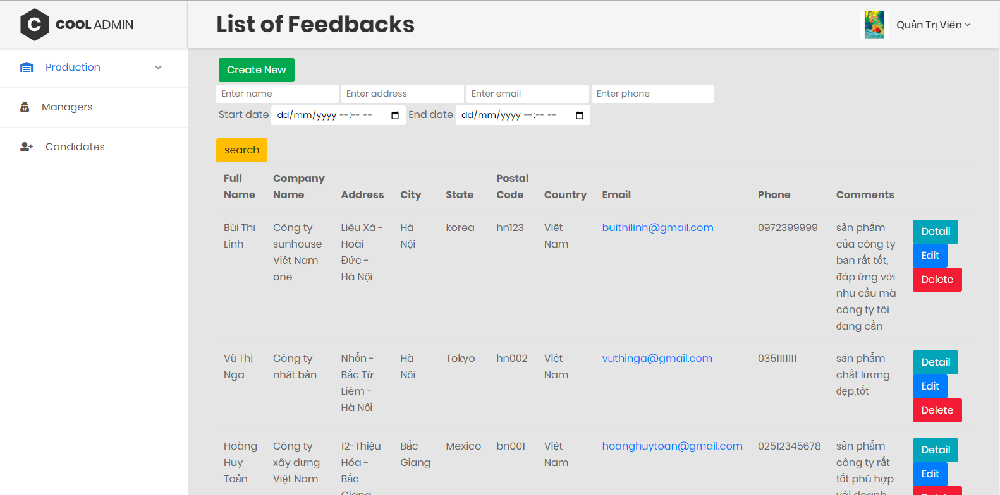 C COOL ADMIN
List of Feedbacks
Quản Trị Viên
Production
Managers
Candidates
Create New
Enter name Enter address Enter email Enter phone
Start date dd/mm/yyyy --:-- -- End date dd/mm/yyyy --:-- --
search
Full Company Postal
Name Name Address City State Code Country Email Phone Comments
Bùi Thị Công ty Liêu Xá - Hà korea hn123 Việt buithilinh@gmail.com 0972399999 sản phẩm Detail
Linh sunhouse Hoài Nội Nam của công ty
Việt Nam Đức - bạn rất tốt, Edit
one Hà Nội đáp ứng với Delete
nhu cầu mà
công ty tôi
đang cần
Vũ Thị Công ty Nhổn - Hà Tokyo hn002 Việt vuthinga@gmail.com 0351111111 sản phẩm Detail
Nga nhật bản Bắc Từ Nội Nam chất lượng,
Liêm - đẹp,tốt Edit
Hà Nội Delete
Hoàng Công ty 12-Thiệu Bắc Mexico bn001 Việt hoanghuytoan@gmail.com 02512345678 sản phẩm Detail
Huy xây dựng Hóa - Giang Nam công ty rất
Toản Việt Nam Bắc tốt phù hợp Edit
Giang với doanh Delete